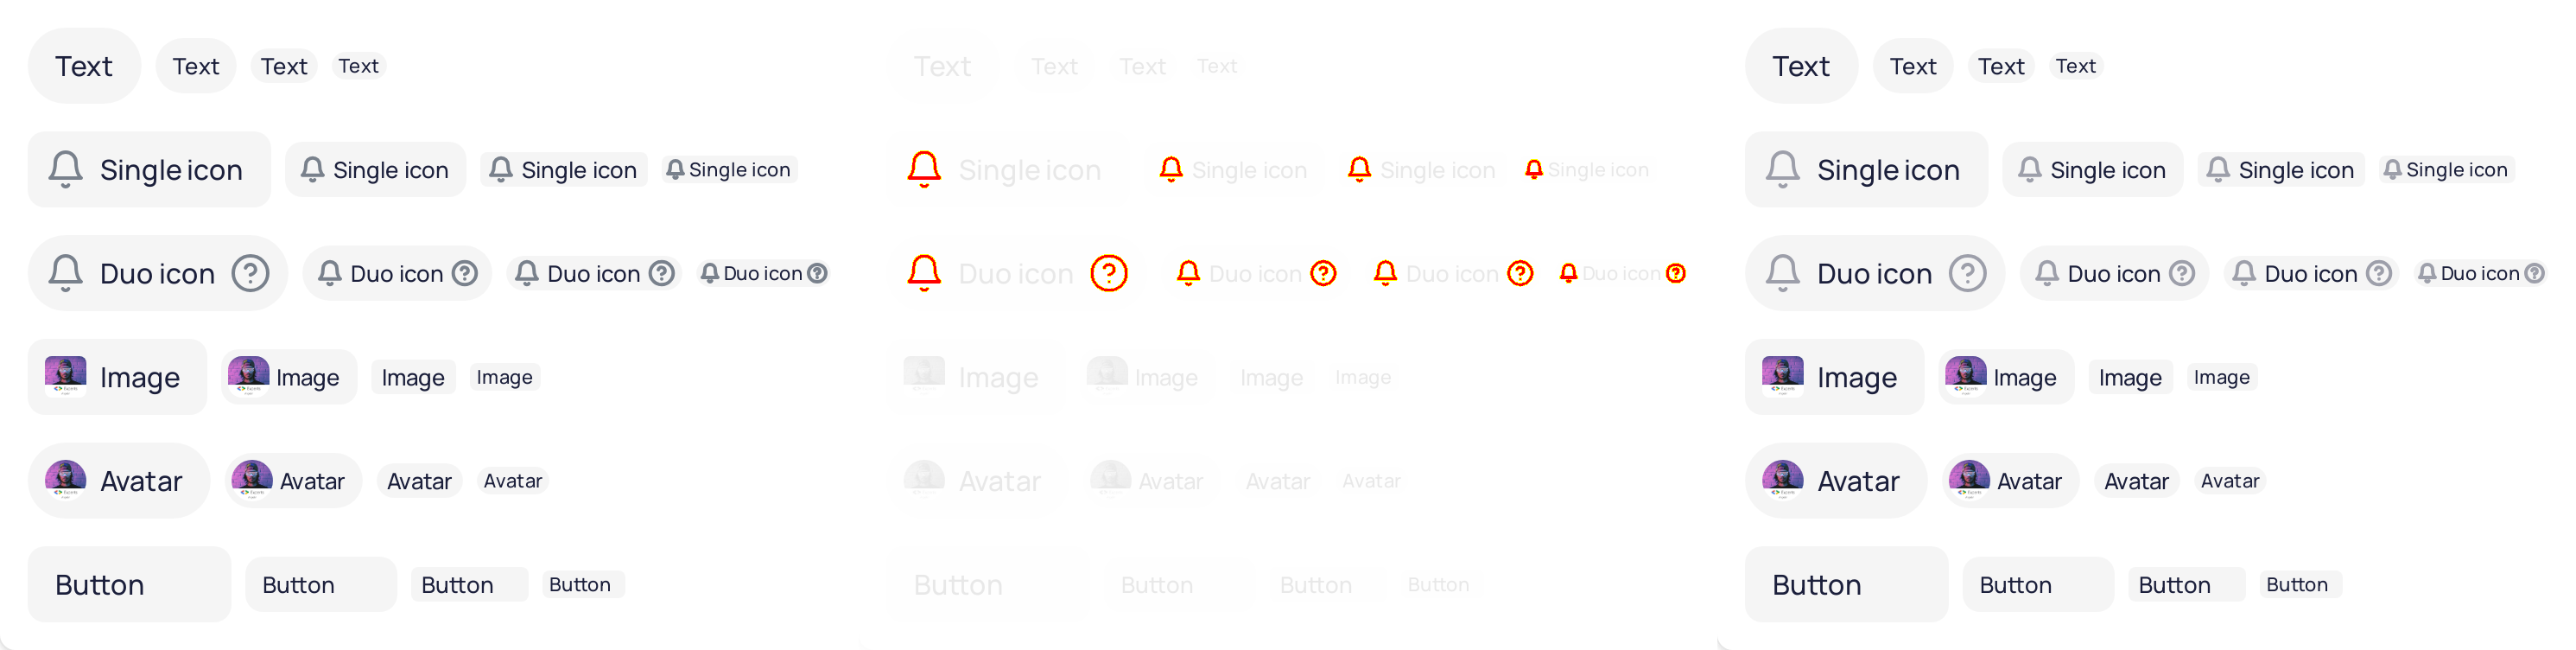 Text Text Text Text Text Text Text Text Text Text Text Text
Single icon Single icon Single icon Single icon Single icon Single icon Single icon Single icon Single icon Single icon Single icon Single icon
Duo icon Duo icon Duo icon Duo icon Duo icon Duo icon Duo icon Duo icon Duo icon Duo icon Duo icon Duo icon
Image Image Image Image Image Image Image Image Image Image Image Image
Avatar Avatar Avatar Avatar Avatar Avatar Avatar Avatar Avatar Avatar Avatar Avatar
Button Button Button Button Button Button Button Button Button Button Button Button